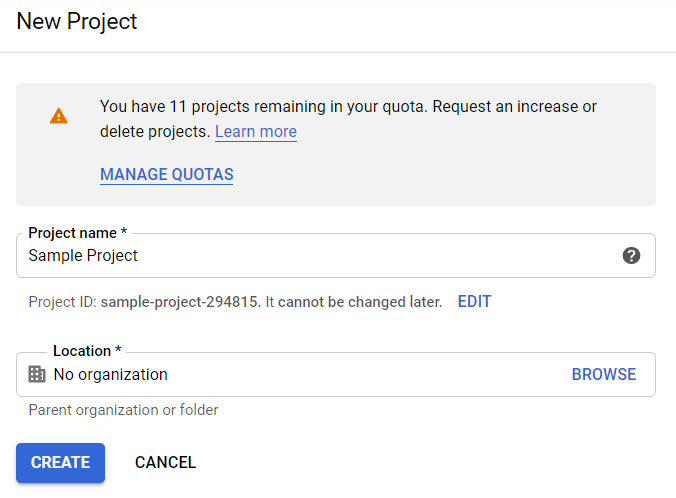 New Project
You have 11 projects remaining in your quota. Request an increase or
delete projects. Learn more
MANAGE QUOTAS
Project name *
Sample Project
Project ID: sample-project-294815. It cannot be changed later. EDIT
Location *
No organization BROWSE
Parent organization or folder
CREATE CANCEL